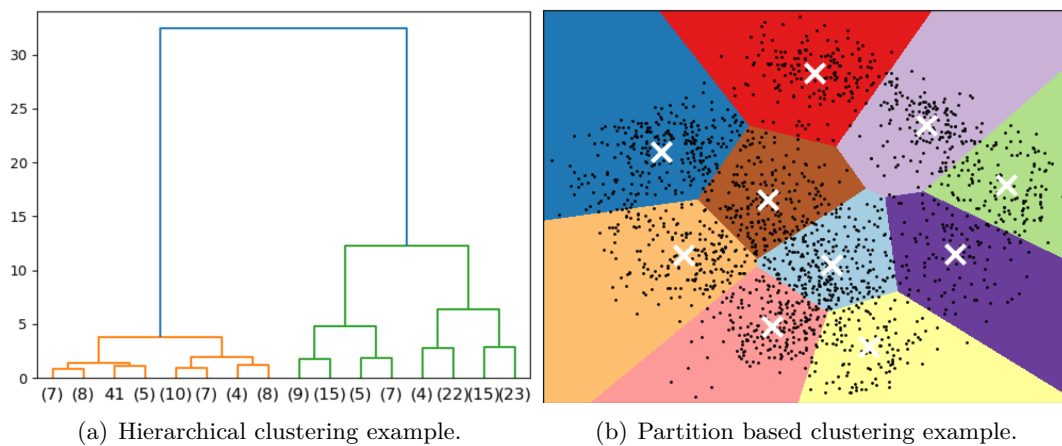 30
25
20
15
10
5
0
(7) (8) 41 (5) (10) (7) (4) (8) (9) (15) (5) (7) (4) (22)(15)(23)
(a) Hierarchical clustering example.
(b) Partition based clustering example.